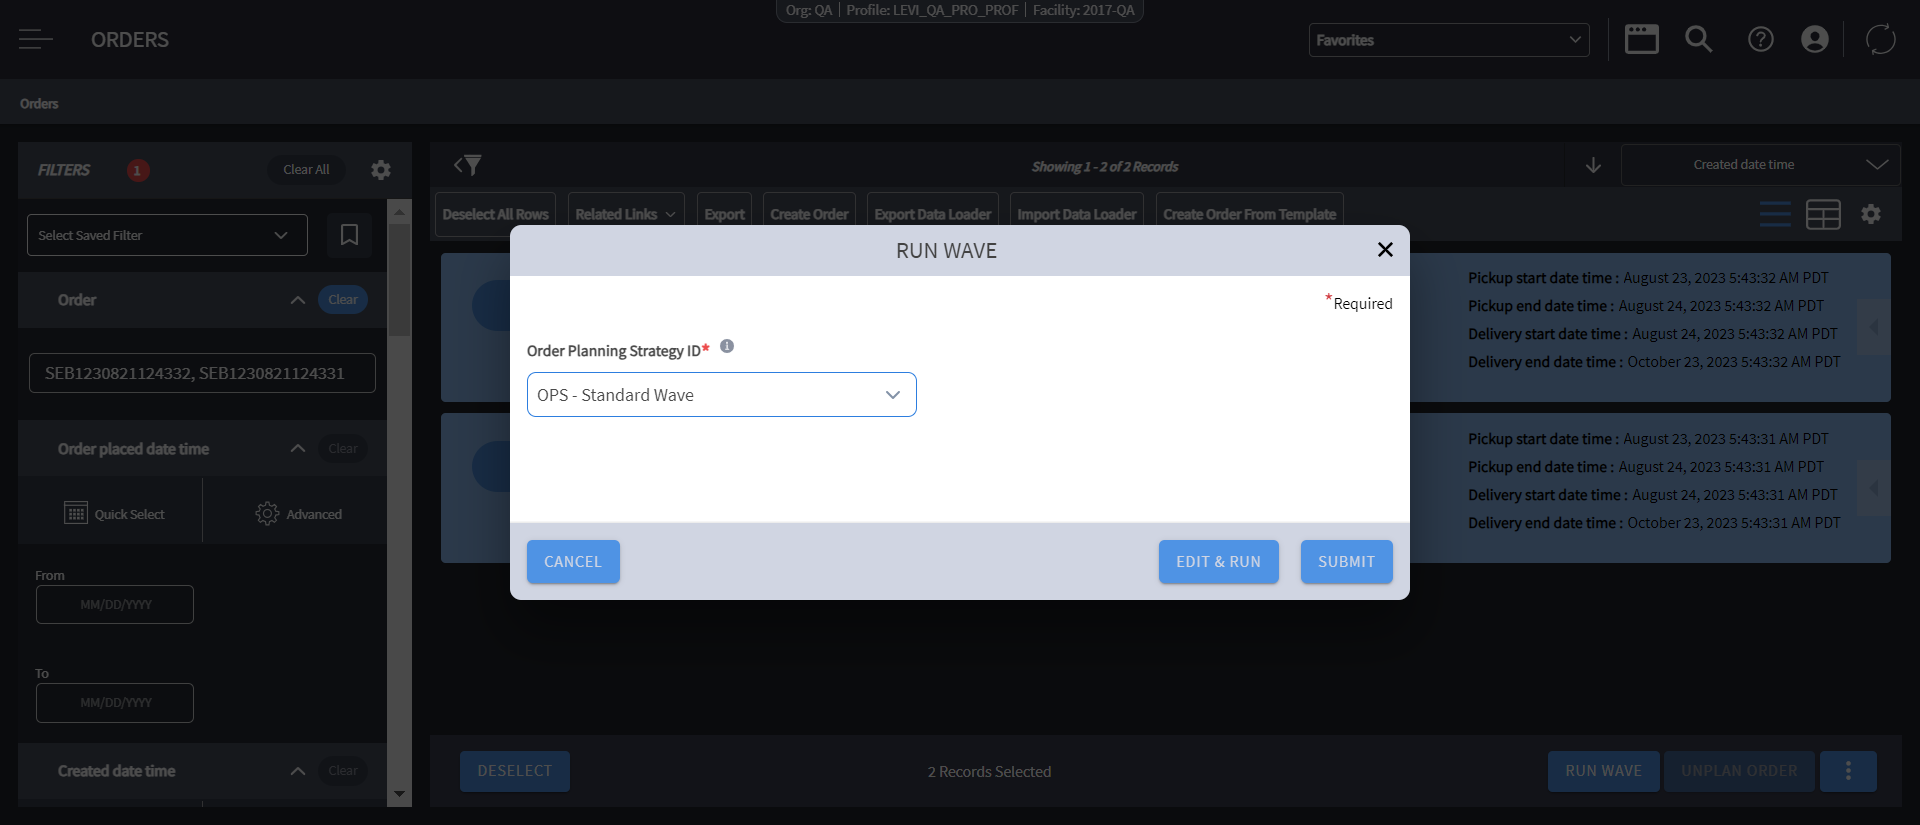 Org: QA | Profile: LEVI_QA_PRO_PROF | Facility: 2017-QA
ORDERS
Favorites
Orders
FILTERS 1 Clear All
Select Saved Filter
Order Clear
SEB1230821124332, SEB1230821124331
Order placed date time Clear
Quick Select Advanced
From
MM/DD/YYYY
To
MM/DD/YYYY
Created date time Clear
Showing 1 - 2 of 2 Records
Created date time
Deselect All Rows Related Links Export Create Order Export Data Loader Import Data Loader Create Order From Template
Pickup start date time : August 23, 2023 5:43:32 AM PDT
Pickup end date time : August 24, 2023 5:43:32 AM PDT
Delivery start date time : August 24, 2023 5:43:32 AM PDT
Delivery end date time : October 23, 2023 5:43:32 AM PDT
Pickup start date time : August 23, 2023 5:43:31 AM PDT
Pickup end date time : August 24, 2023 5:43:31 AM PDT
Delivery start date time : August 24, 2023 5:43:31 AM PDT
Delivery end date time : October 23, 2023 5:43:31 AM PDT
RUN WAVE
*Required
Order Planning Strategy ID*
OPS - Standard Wave
CANCEL EDIT & RUN SUBMIT
DESELECT 2 Records Selected RUN WAVE UNPLAN ORDER